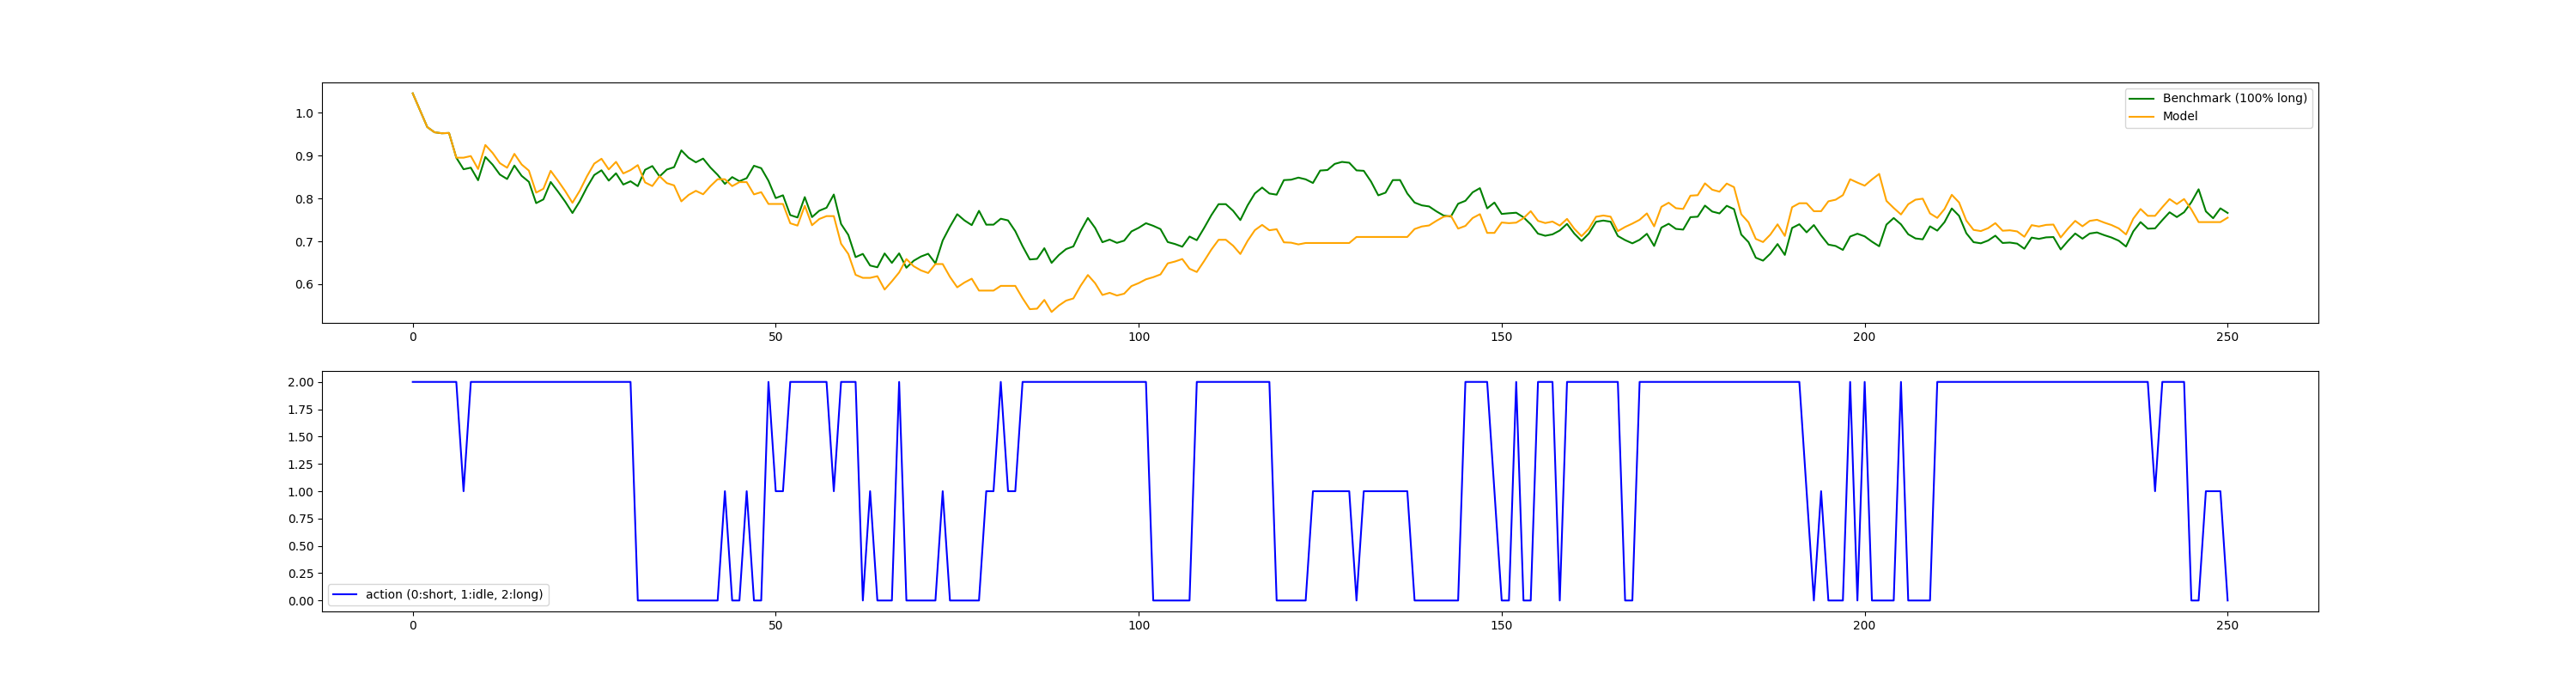 1.0
0.9
0.8
0.7
0.6
Benchmark (100% long)
Model
0 50 100 150 200 250
2.00
1.75
1.50
1.25
1.00
0.75
0.50
0.25
0.00
action (0:short, 1:idle, 2:long)
0 50 100 150 200 250